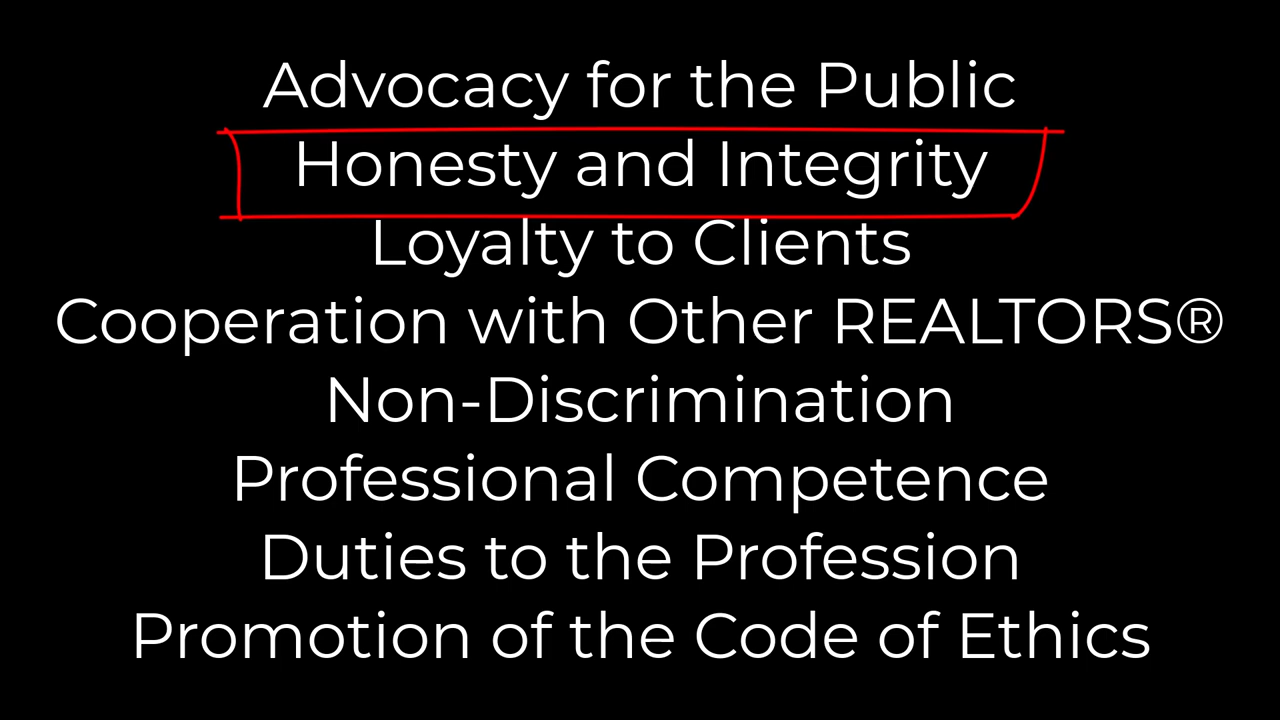 Advocacy for the Public
Honesty and Integrity
Loyalty to Clients
Cooperation with Other REALTORS®
Non-Discrimination
Professional Competence
Duties to the Profession
Promotion of the Code of Ethics